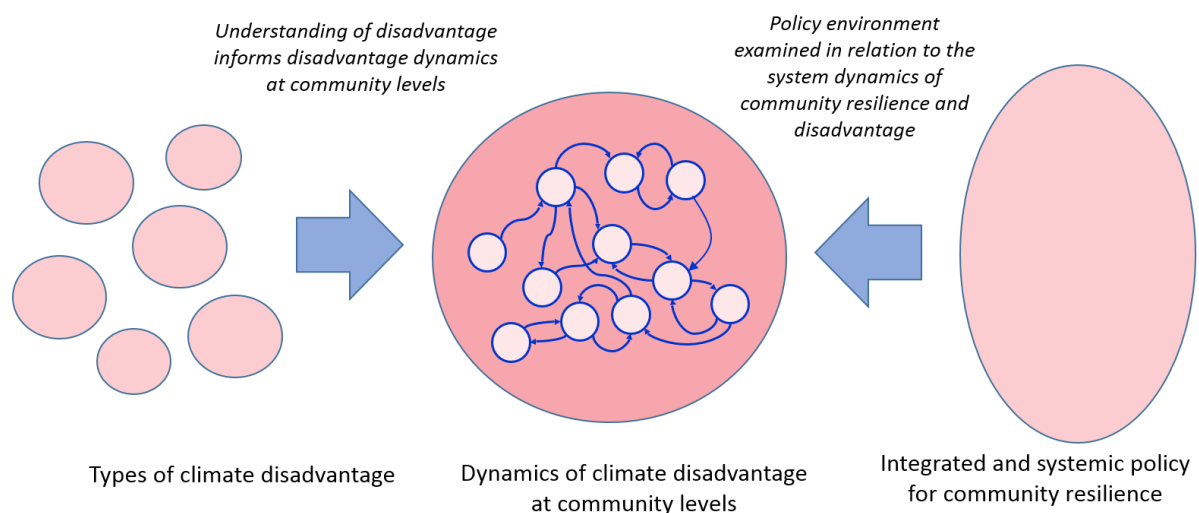 Understanding of disadvantage
informs disadvantage dynamics
at community levels
Policy environment
examined in relation to the
system dynamics of
community resilience and
disadvantage
Types of climate disadvantage
Dynamics of climate disadvantage
at community levels
Integrated and systemic policy
for community resilience